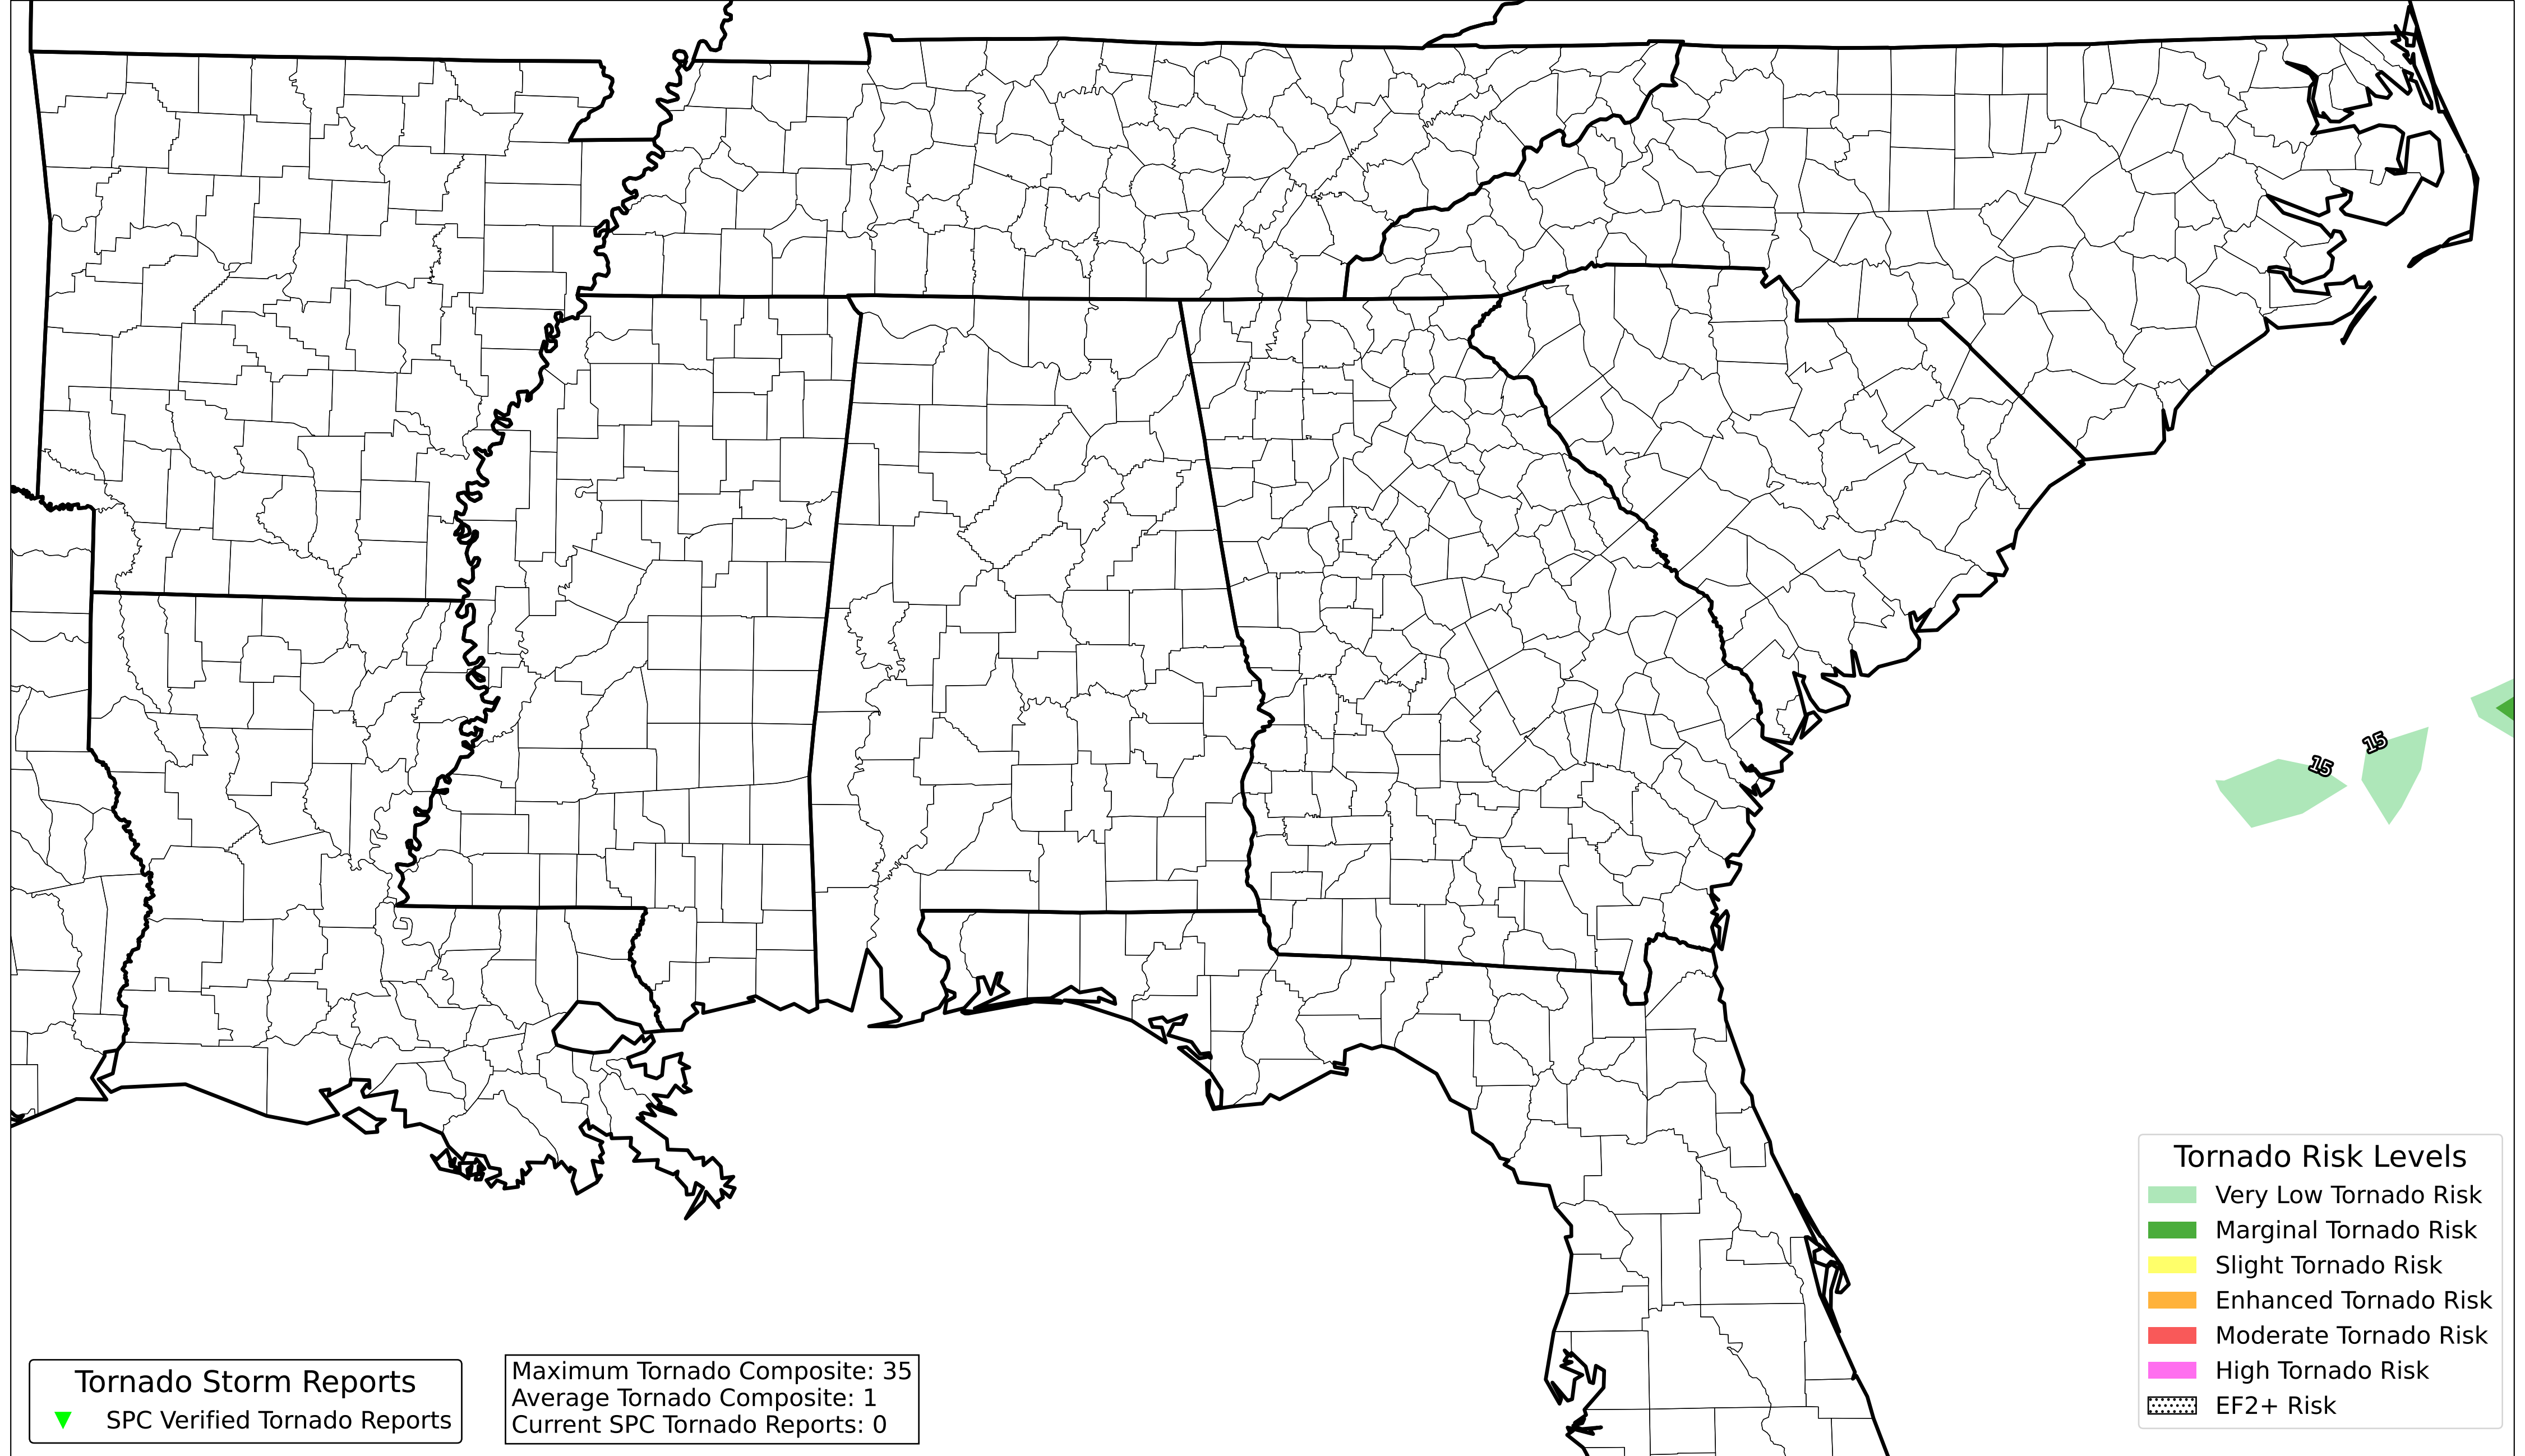 15
15
Tornado Risk Levels
Very Low Tornado Risk
Marginal Tornado Risk
Slight Tornado Risk
Enhanced Tornado Risk
Moderate Tornado Risk
High Tornado Risk
EF2+ Risk
Tornado Storm Reports
SPC Verified Tornado Reports
Maximum Tornado Composite: 35
Average Tornado Composite: 1
Current SPC Tornado Reports: 0